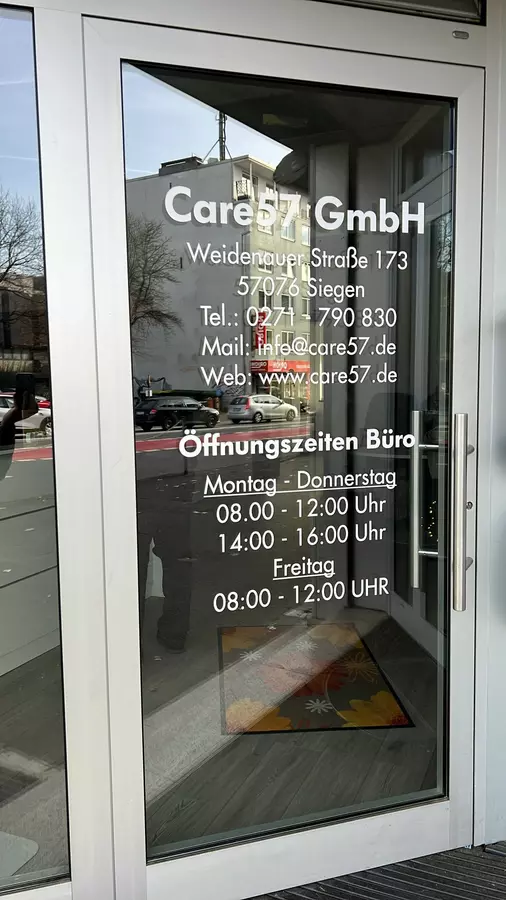 Care57 GmbH
Weidenauer Straße 173
57076 Siegen
Tel.: 0271 - 790 830
Mail: info@care57.de
Web: www.care57.de
Öffnungszeiten Büro
Montag - Donnerstag
08.00 - 12:00 Uhr
14:00 - 16:00 Uhr
Freitag
08:00 - 12:00 UHR